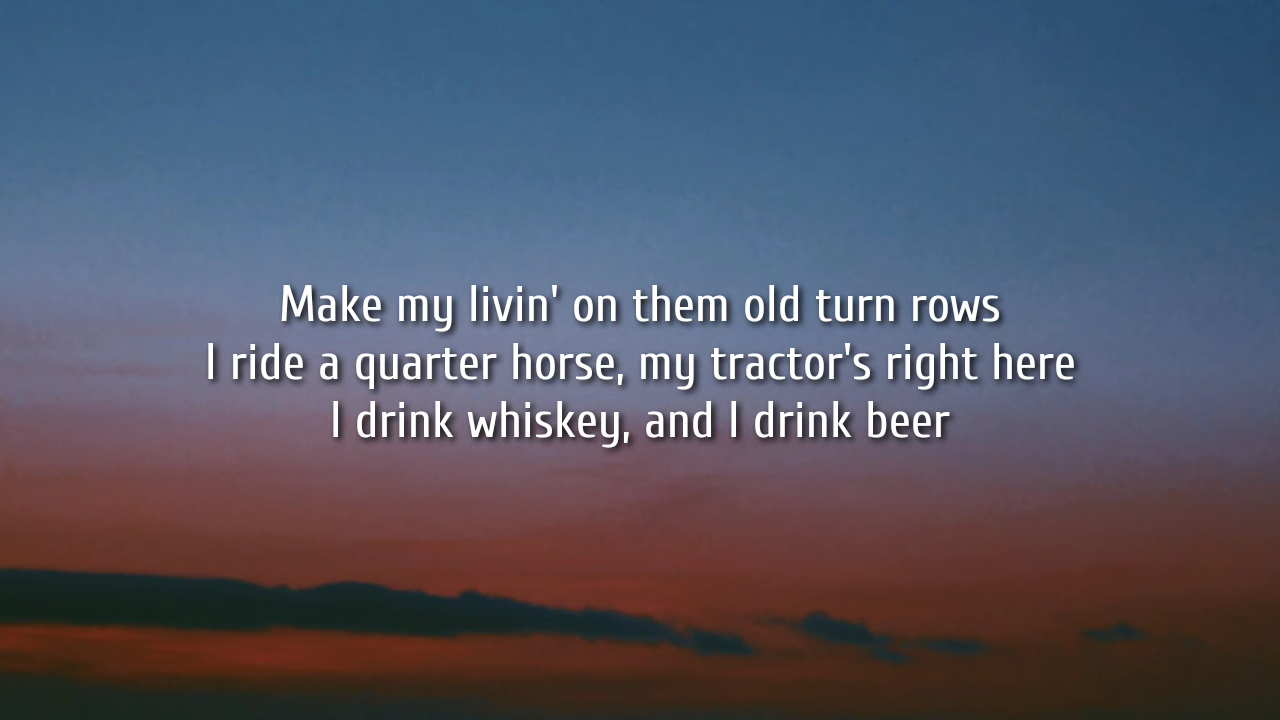 Make my livin' on them old turn rows
I ride a quarter horse, my tractor's right here
I drink whiskey, and I drink beer